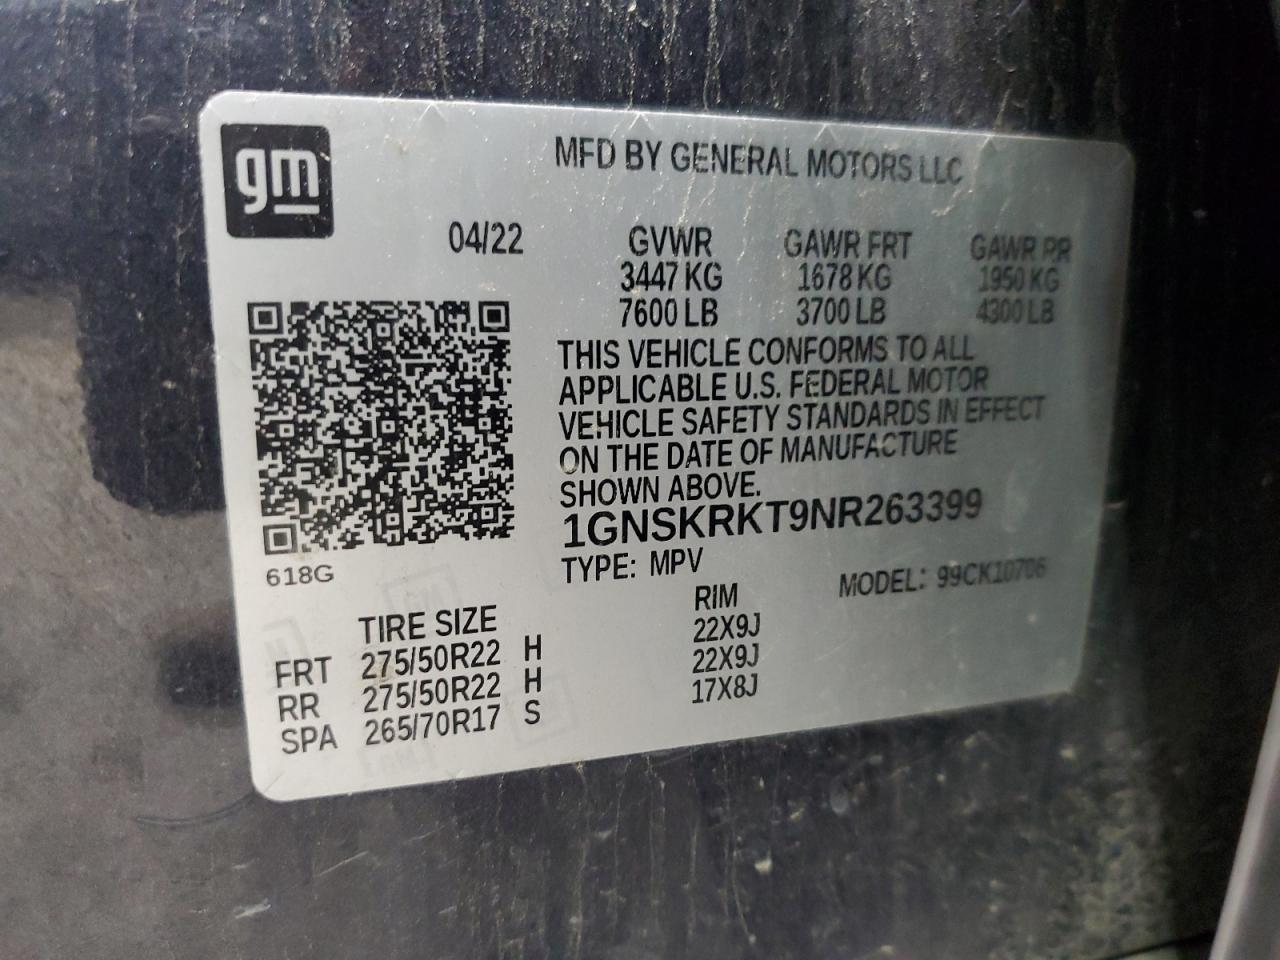 gm
MFD BY GENERAL MOTORS LLC
04/22 GVWR GAWR FRT GAWR RR
3447 KG 1678 KG 1950 KG
7600 LB 3700 LB 4300 LB
THIS VEHICLE CONFORMS TO ALL
APPLICABLE U.S. FEDERAL MOTOR
VEHICLE SAFETY STANDARDS IN EFFECT
ON THE DATE OF MANUFACTURE
SHOWN ABOVE.
1GNSKRKT9NR263399
618G
TYPE: MPV MODEL: 99CK10706
TIRE SIZE RIM
FRT 275/50R22 H 22X9J
RR 275/50R22 H 22X9J
SPA 265/70R17 S 17X8J